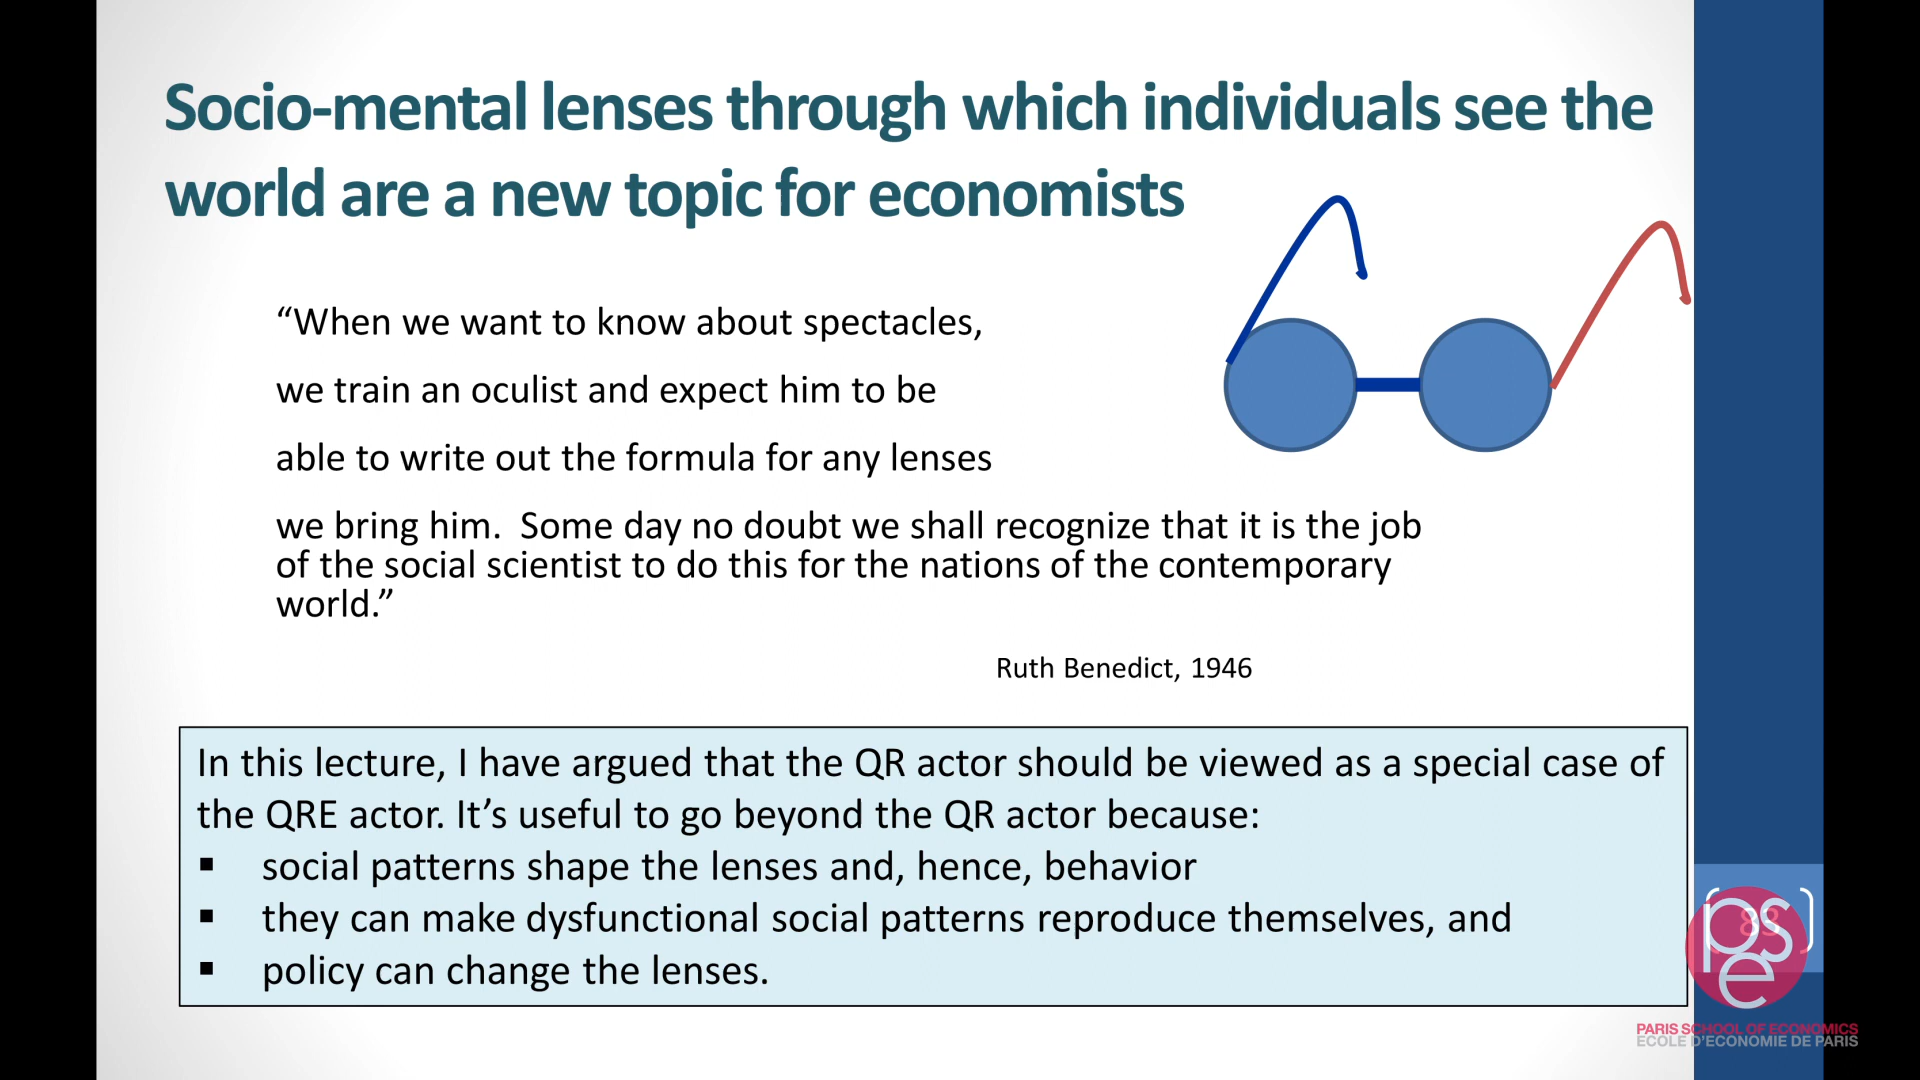 Socio-mental lenses through which individuals see the
world are a new topic for economists
“When we want to know about spectacles,
we train an oculist and expect him to be
able to write out the formula for any lenses
we bring him.  Some day no doubt we shall recognize that it is the job
of the social scientist to do this for the nations of the contemporary
world.”
Ruth Benedict, 1946
In this lecture, I have argued that the QR actor should be viewed as a special case of
the QRE actor. It’s useful to go beyond the QR actor because:
▪ social patterns shape the lenses and, hence, behavior
▪ they can make dysfunctional social patterns reproduce themselves, and
▪ policy can change the lenses.
pse
PARIS SCHOOL OF ECONOMICS
ECOLE D'ECONOMIE DE PARIS